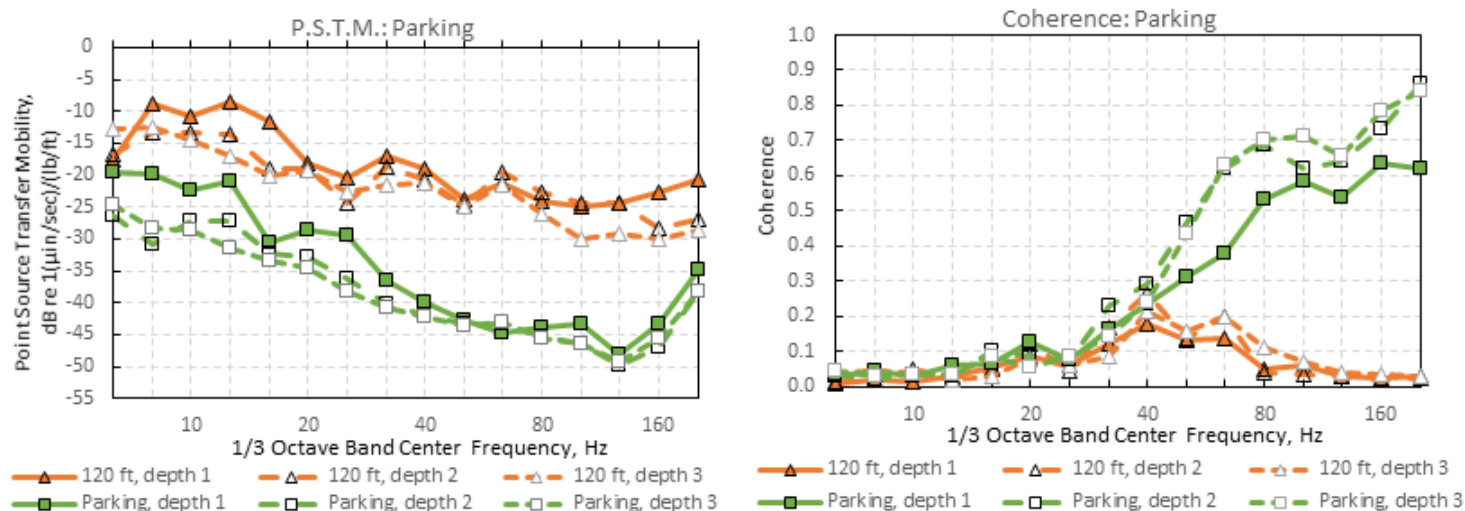 P.S.T.M.: Parking
Point Source Transfer Mobility,
dB re 1(µin/sec)/(lb/ft)
0
-5
-10
-15
-20
-25
-30
-35
-40
-45
-50
-55
10 20 40 80 160
1/3 Octave Band Center Frequency, Hz
120 ft, depth 1 120 ft, depth 2 120 ft, depth 3
Parking, depth 1 Parking, depth 2 Parking, depth 3
Coherence: Parking
Coherence
1.0
0.9
0.8
0.7
0.6
0.5
0.4
0.3
0.2
0.1
0.0
10 20 40 80 160
1/3 Octave Band Center Frequency, Hz
120 ft, depth 1 120 ft, depth 2 120 ft, depth 3
Parking, depth 1 Parking, depth 2 Parking, depth 3